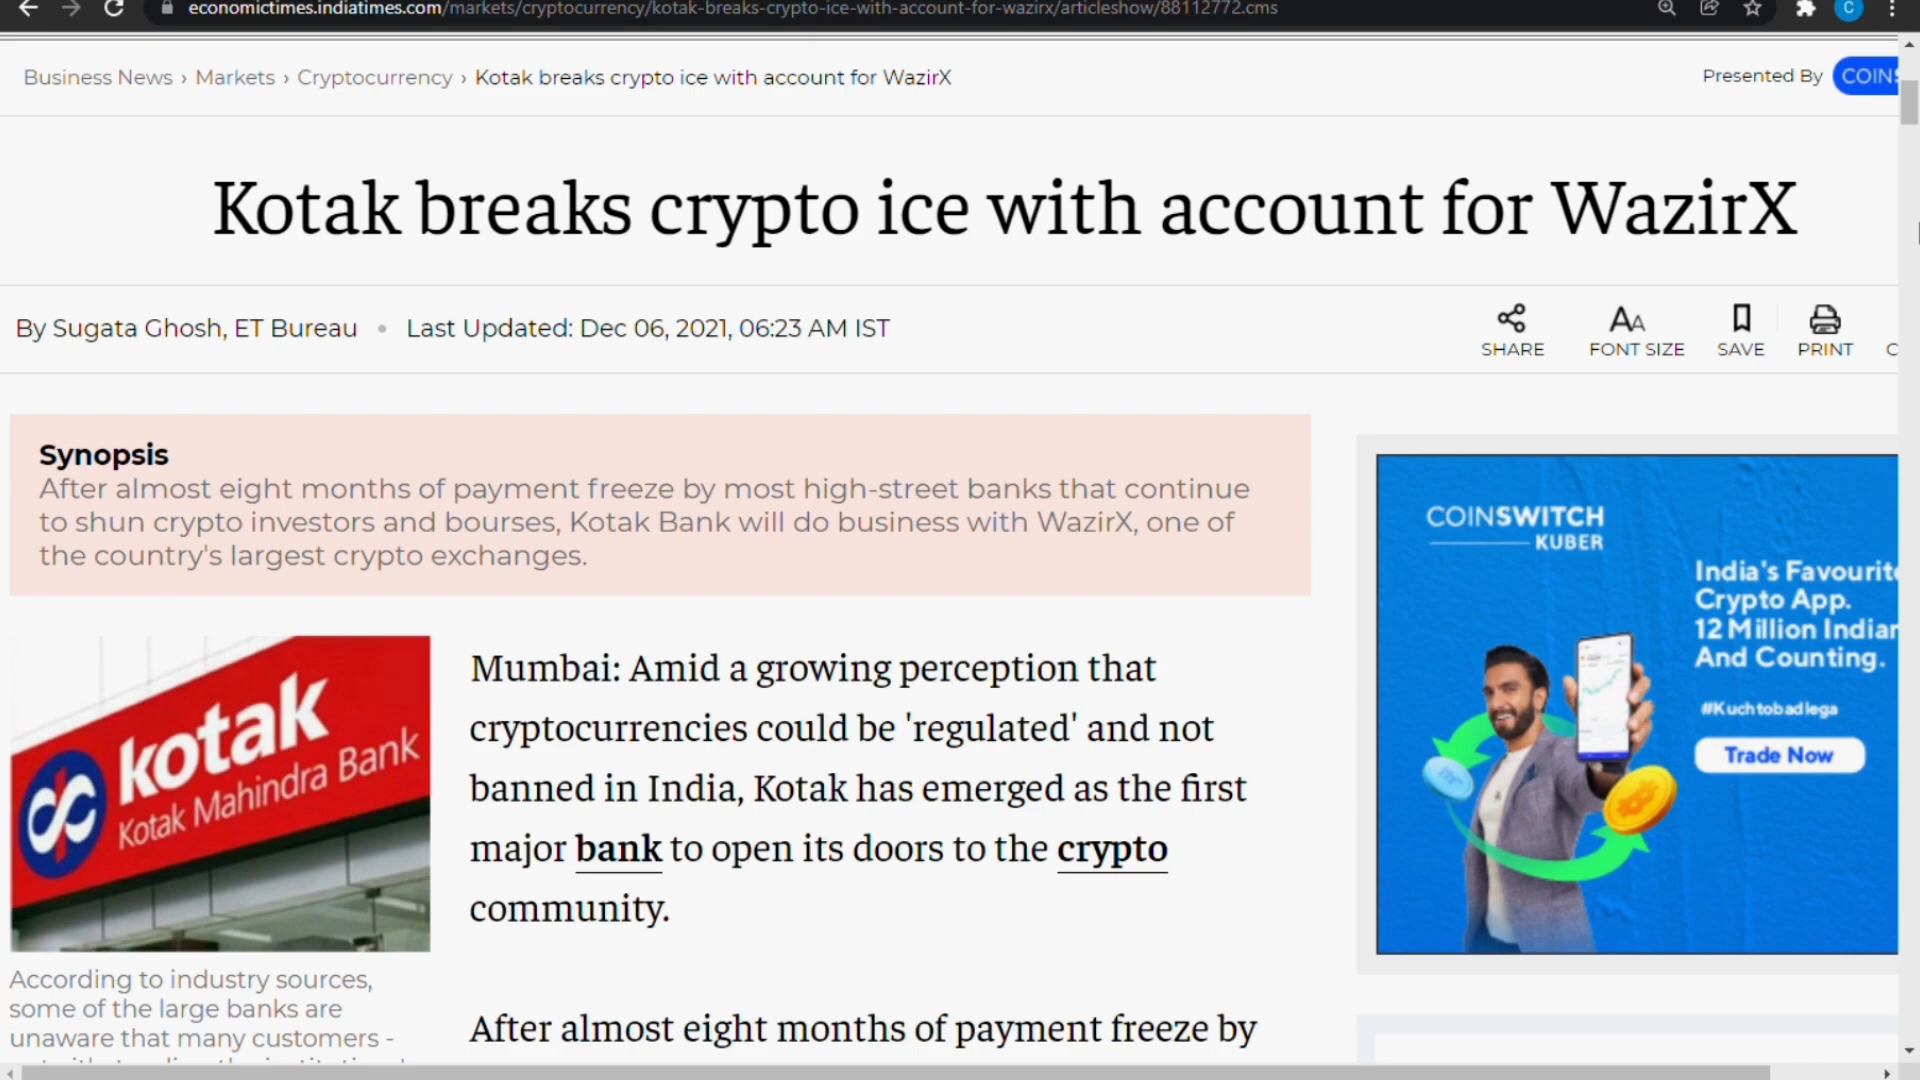 economictimes.indiatimes.com/markets/cryptocurrency/kotak-breaks-crypto-ice-with-account-for-wazirx/articleshow/88112772.cms
C
Business News › Markets › Cryptocurrency › Kotak breaks crypto ice with account for WazirX
Presented By COINS
Kotak breaks crypto ice with account for WazirX
By Sugata Ghosh, ET Bureau • Last Updated: Dec 06, 2021, 06:23 AM IST
SHARE
AA
FONT SIZE
SAVE
PRINT
C
Synopsis
After almost eight months of payment freeze by most high-street banks that continue
to shun crypto investors and bourses, Kotak Bank will do business with WazirX, one of
the country's largest crypto exchanges.
kotak
Kotak Mahindra Bank
According to industry sources,
some of the large banks are
unaware that many customers -
Mumbai: Amid a growing perception that
cryptocurrencies could be 'regulated' and not
banned in India, Kotak has emerged as the first
major bank to open its doors to the crypto
community.
After almost eight months of payment freeze by
COINSWITCH
KUBER
India's Favourite
Crypto App.
12 Million Indian
And Counting.
#Kuchtobadlega
Trade Now